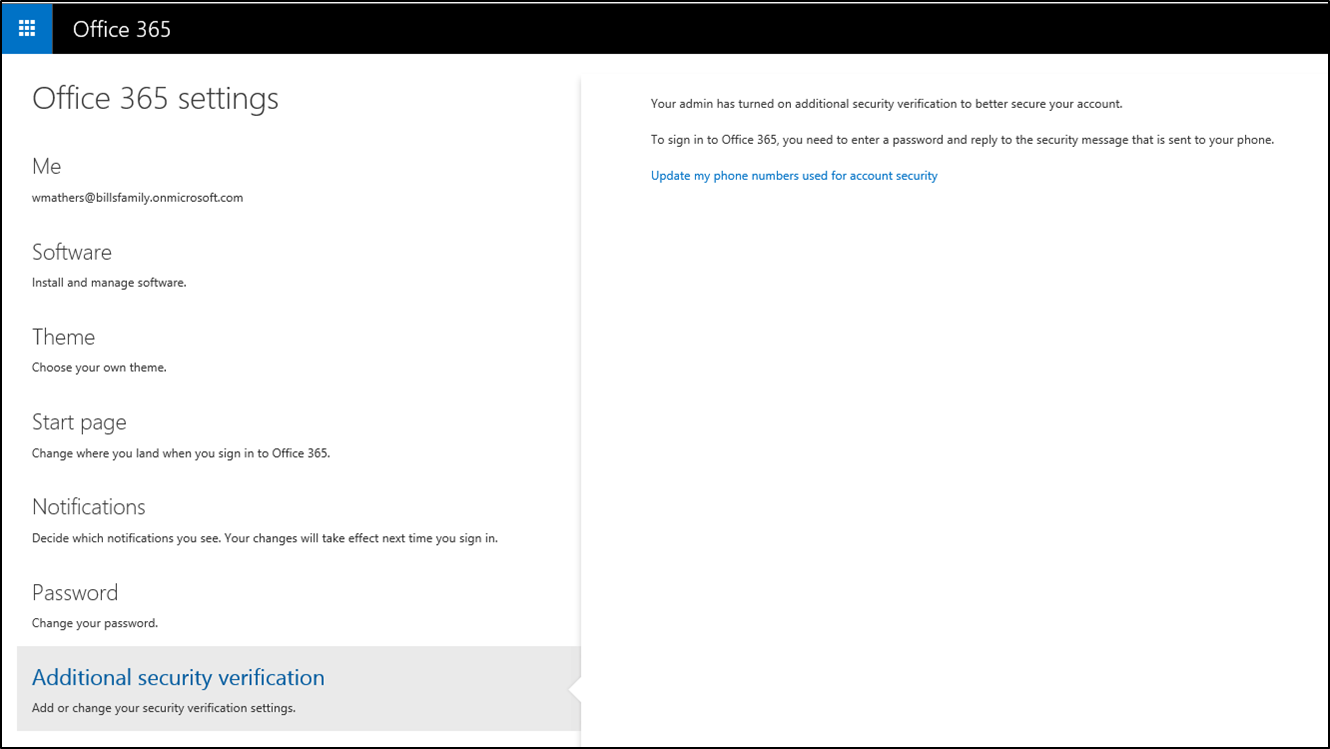 Office 365
Office 365 settings
Me
wmathers@billsfamily.onmicrosoft.com
Software
Install and manage software.
Theme
Choose your own theme.
Start page
Change where you land when you sign in to Office 365.
Notifications
Decide which notifications you see. Your changes will take effect next time you sign in.
Password
Change your password.
Additional security verification
Add or change your security verification settings.
Your admin has turned on additional security verification to better secure your account.
To sign in to Office 365, you need to enter a password and reply to the security message that is sent to your phone.
Update my phone numbers used for account security